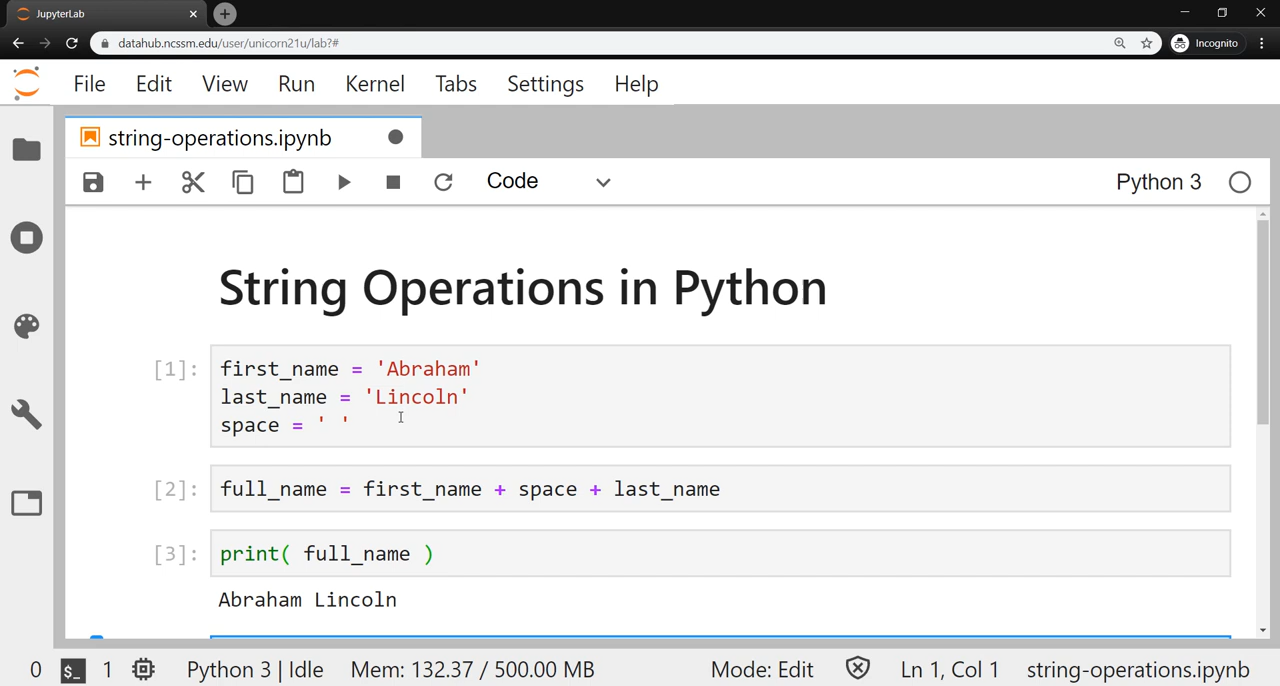 JupyterLab
datahub.ncssm.edu/user/unicorn21u/lab?#
Incognito
File Edit View Run Kernel Tabs Settings Help
string-operations.ipynb
Code
Python 3
String Operations in Python
[1]: first_name = 'Abraham'
last_name = 'Lincoln'
space = ' '
[2]: full_name = first_name + space + last_name
[3]: print( full_name )
Abraham Lincoln
0 $_ 1 Python 3 | Idle Mem: 132.37 / 500.00 MB Mode: Edit Ln 1, Col 1 string-operations.ipynb